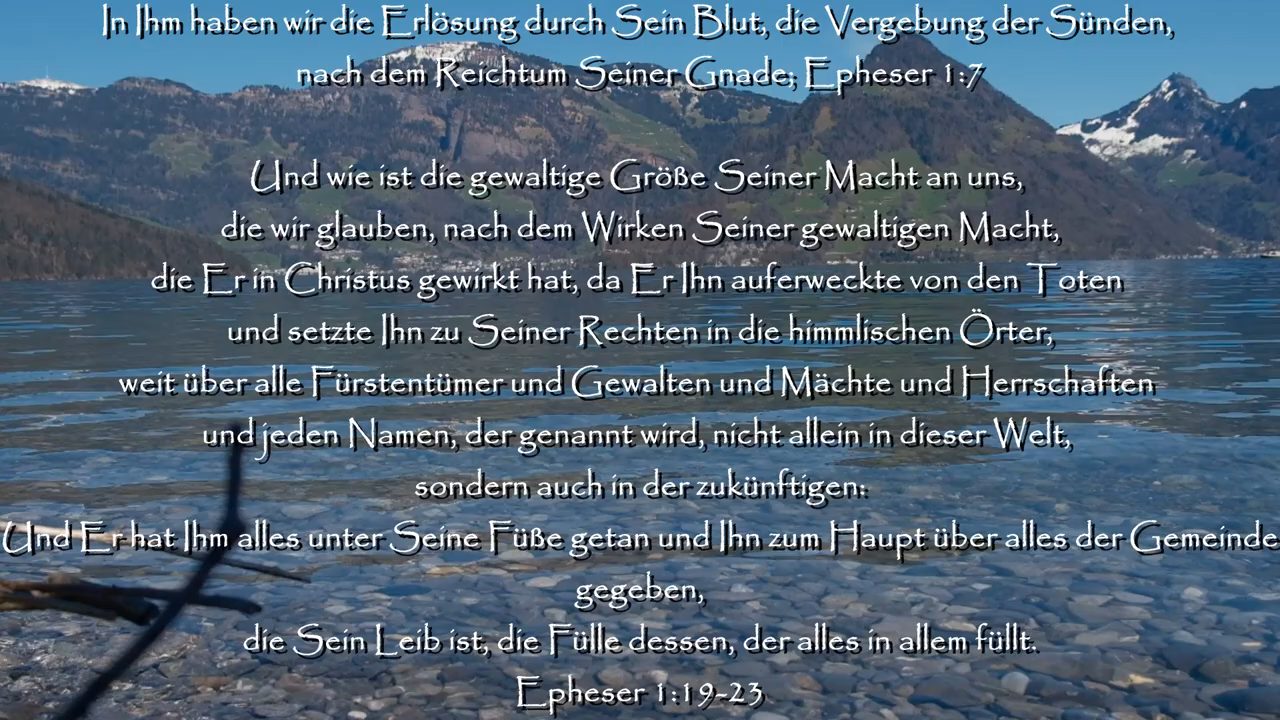 In Ihm haben wir die Erlösung durch Sein Blut, die Vergebung der Sünden,
nach dem Reichtum Seiner Gnade; Epheser 1:7
Und wie ist die gewaltige Größe Seiner Macht an uns,
die wir glauben, nach dem Wirken Seiner gewaltigen Macht,
die Er in Christus gewirkt hat, da Er Ihn auferweckte von den Toten
und setzte Ihn zu Seiner Rechten in die himmlischen Örter,
weit über alle Fürstentümer und Gewalten und Mächte und Herrschaften
und jeden Namen, der genannt wird, nicht allein in dieser Welt,
sondern auch in der zukünftigen:
Und Er hat Ihm alles unter Seine Füße getan und Ihn zum Haupt über alles der Gemeinde
gegeben,
die Sein Leib ist, die Fülle dessen, der alles in allem füllt.
Epheser 1:19-23